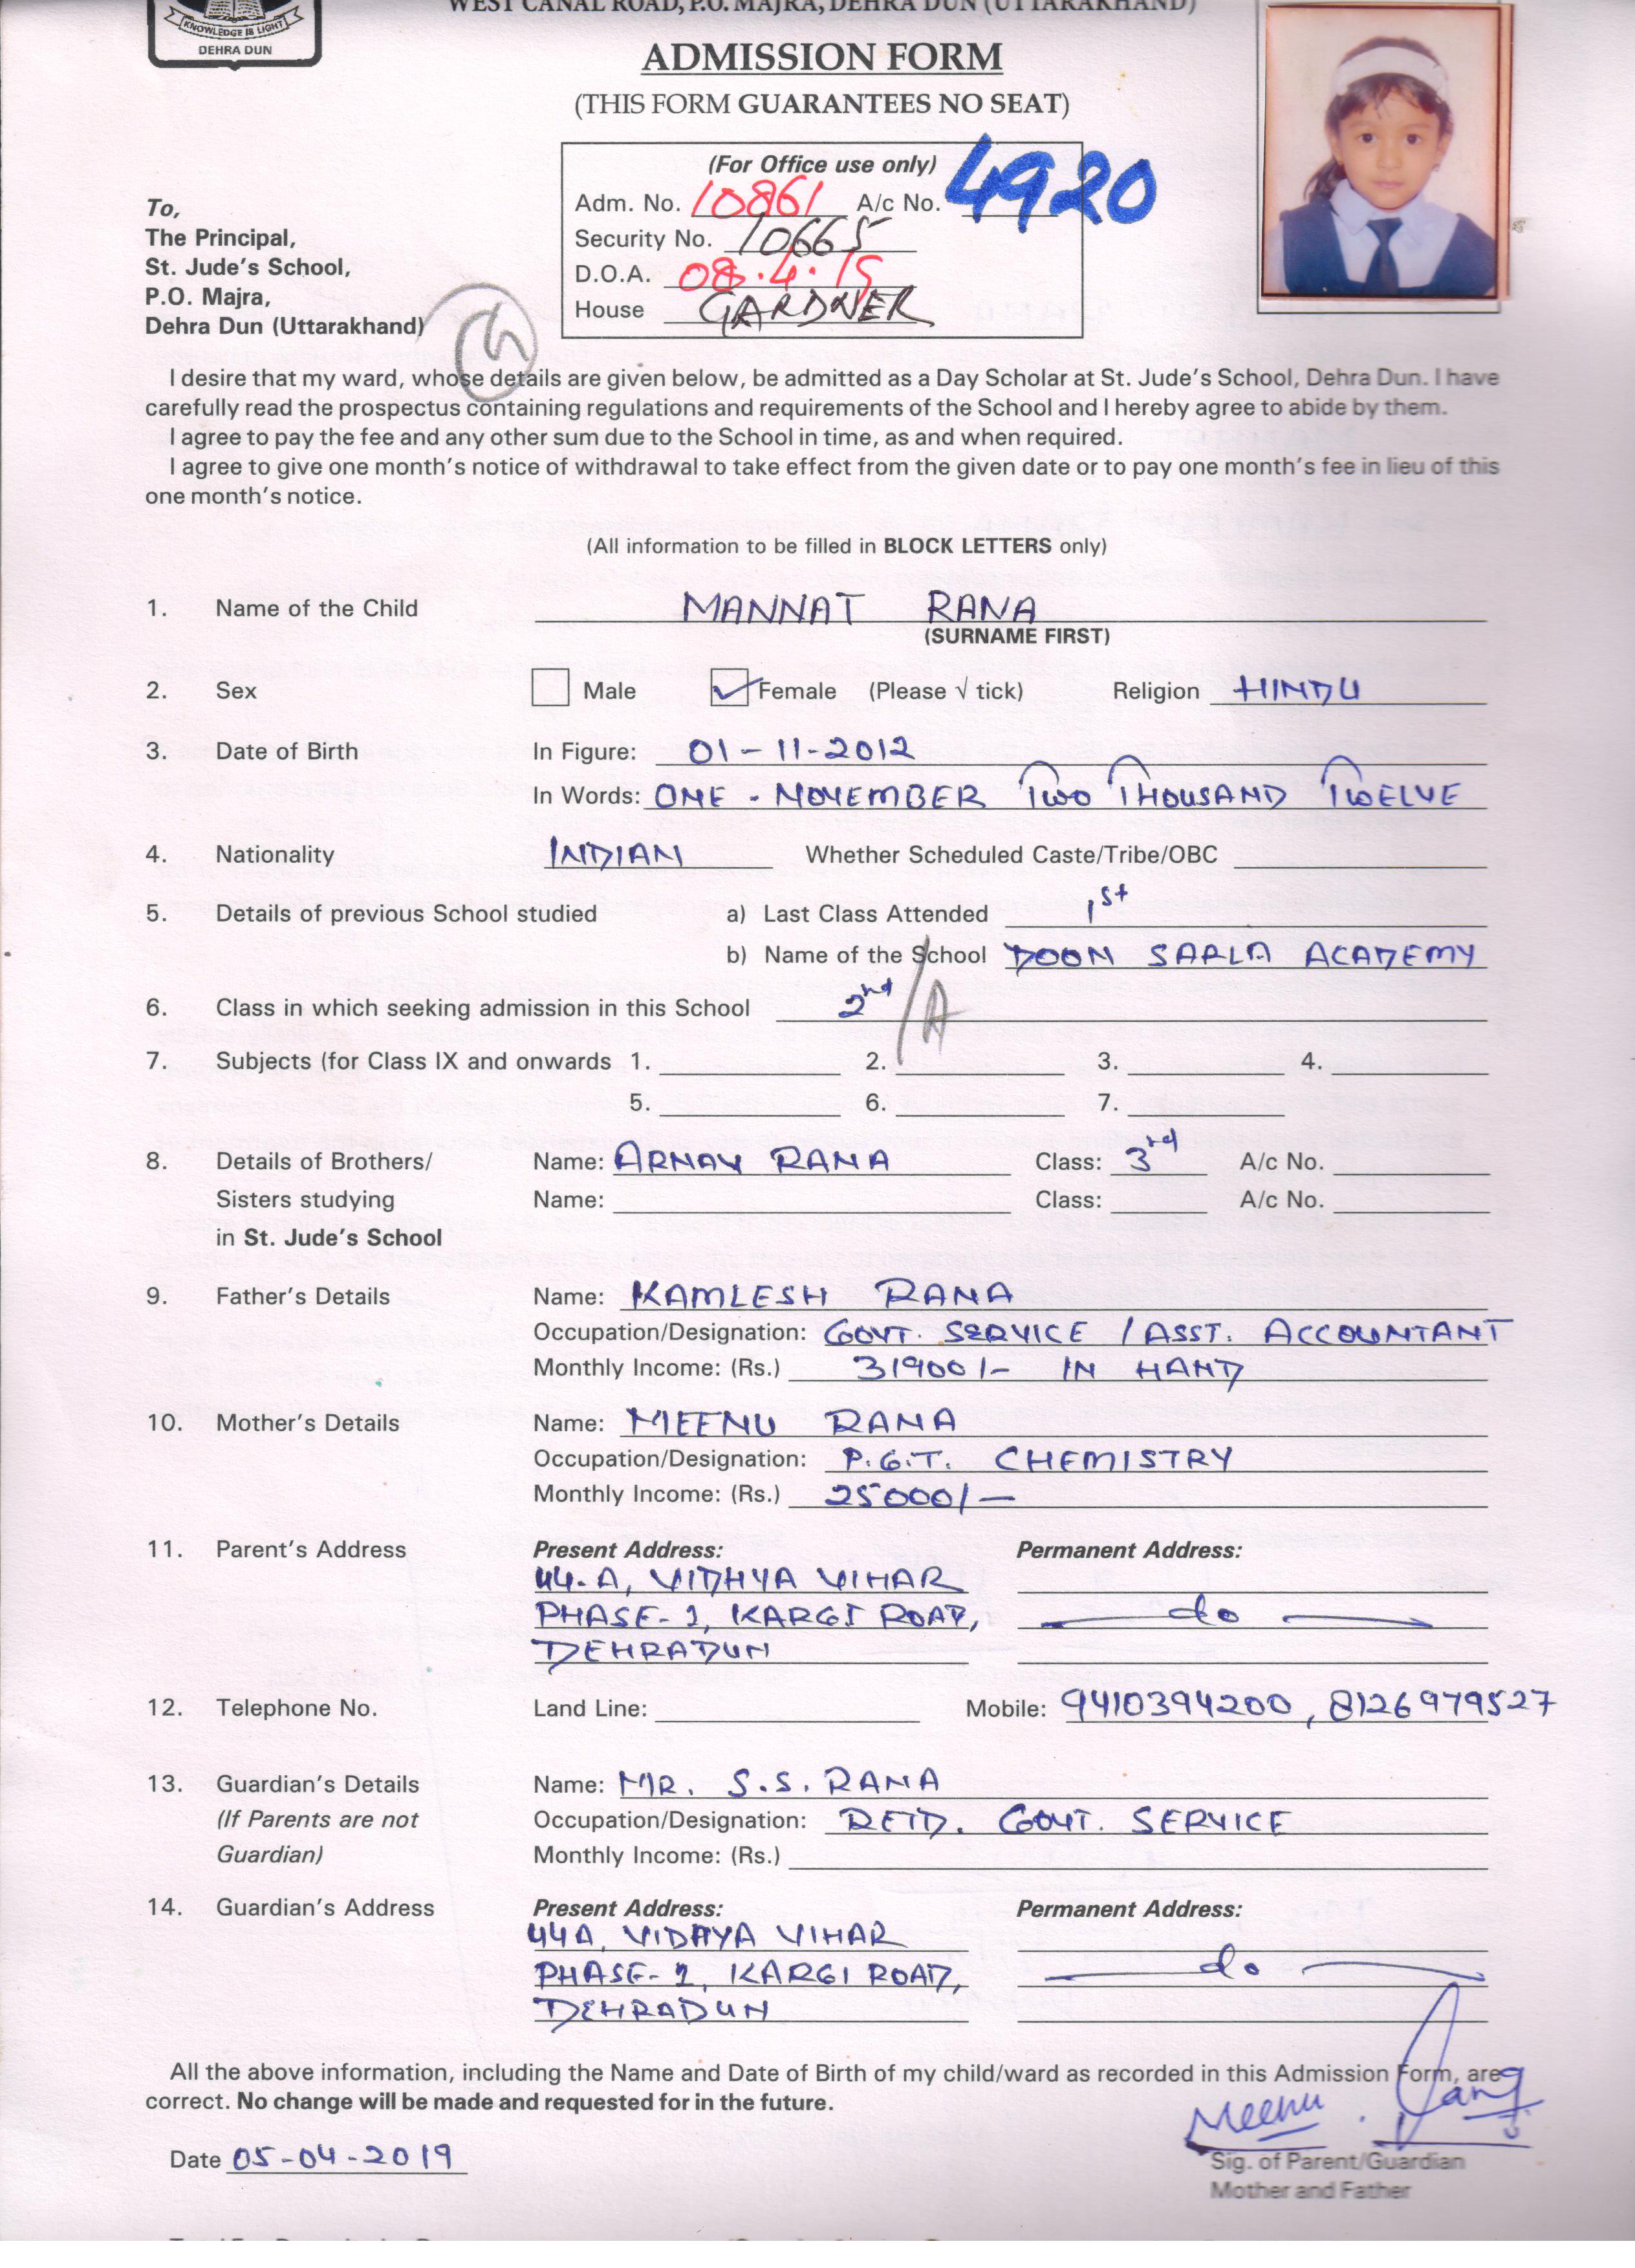 KNOWLEDGE IS LIGHT
DEHRA DUN
WEST CANAL ROAD, P.O. MAJRA, DEHRA DUN (UTTARAKHAND)
ADMISSION FORM
(THIS FORM GUARANTEES NO SEAT)
(For Office use only)
Adm. No. 10861 A/c No. 4920
Security No. 10665
D.O.A. 08.4.19
House GARDNER
To,
The Principal,
St. Jude's School,
P.O. Majra,
Dehra Dun (Uttarakhand)
I desire that my ward, whose details are given below, be admitted as a Day Scholar at St. Jude's School, Dehra Dun. I have
carefully read the prospectus containing regulations and requirements of the School and I hereby agree to abide by them.
I agree to pay the fee and any other sum due to the School in time, as and when required.
I agree to give one month's notice of withdrawal to take effect from the given date or to pay one month's fee in lieu of this
one month's notice.
(All information to be filled in BLOCK LETTERS only)
1. Name of the Child MANNAT RANA
(SURNAME FIRST)
2. Sex Male ✓ Female (Please √ tick) Religion HINDU
3. Date of Birth In Figure: 01-11-2012
In Words: ONE - NOVEMBER TWO THOUSAND TWELVE
4. Nationality INDIAN Whether Scheduled Caste/Tribe/OBC
5. Details of previous School studied a) Last Class Attended 1st
b) Name of the School DOON SARLA ACADEMY
6. Class in which seeking admission in this School 2nd /A
7. Subjects (for Class IX and onwards 1. 2. 3. 4.
5. 6. 7.
8. Details of Brothers/ Name: ARNAV RANA Class: 3rd A/c No.
Sisters studying Name: Class: A/c No.
in St. Jude's School
9. Father's Details Name: KAMLESH RANA
Occupation/Designation: GOVT. SERVICE / ASST. ACCOUNTANT
Monthly Income: (Rs.) 31900/- IN HAND
10. Mother's Details Name: MEENU RANA
Occupation/Designation: P.G.T. CHEMISTRY
Monthly Income: (Rs.) 25000/-
11. Parent's Address Present Address: Permanent Address:
44-A, VIDHYA VIHAR
PHASE-1, KARGI ROAD, do
DEHRADUN
12. Telephone No. Land Line: Mobile: 9410394200, 8126979527
13. Guardian's Details Name: MR. S.S. RANA
(If Parents are not Occupation/Designation: RETD. GOVT. SERVICE
Guardian) Monthly Income: (Rs.)
14. Guardian's Address Present Address: Permanent Address:
44A, VIDHYA VIHAR
PHASE-1, KARGI ROAD, do
DEHRADUN
All the above information, including the Name and Date of Birth of my child/ward as recorded in this Admission Form, are
correct. No change will be made and requested for in the future.
Meenu
Date 05-04-2019
Sig. of Parent/Guardian
Mother and Father